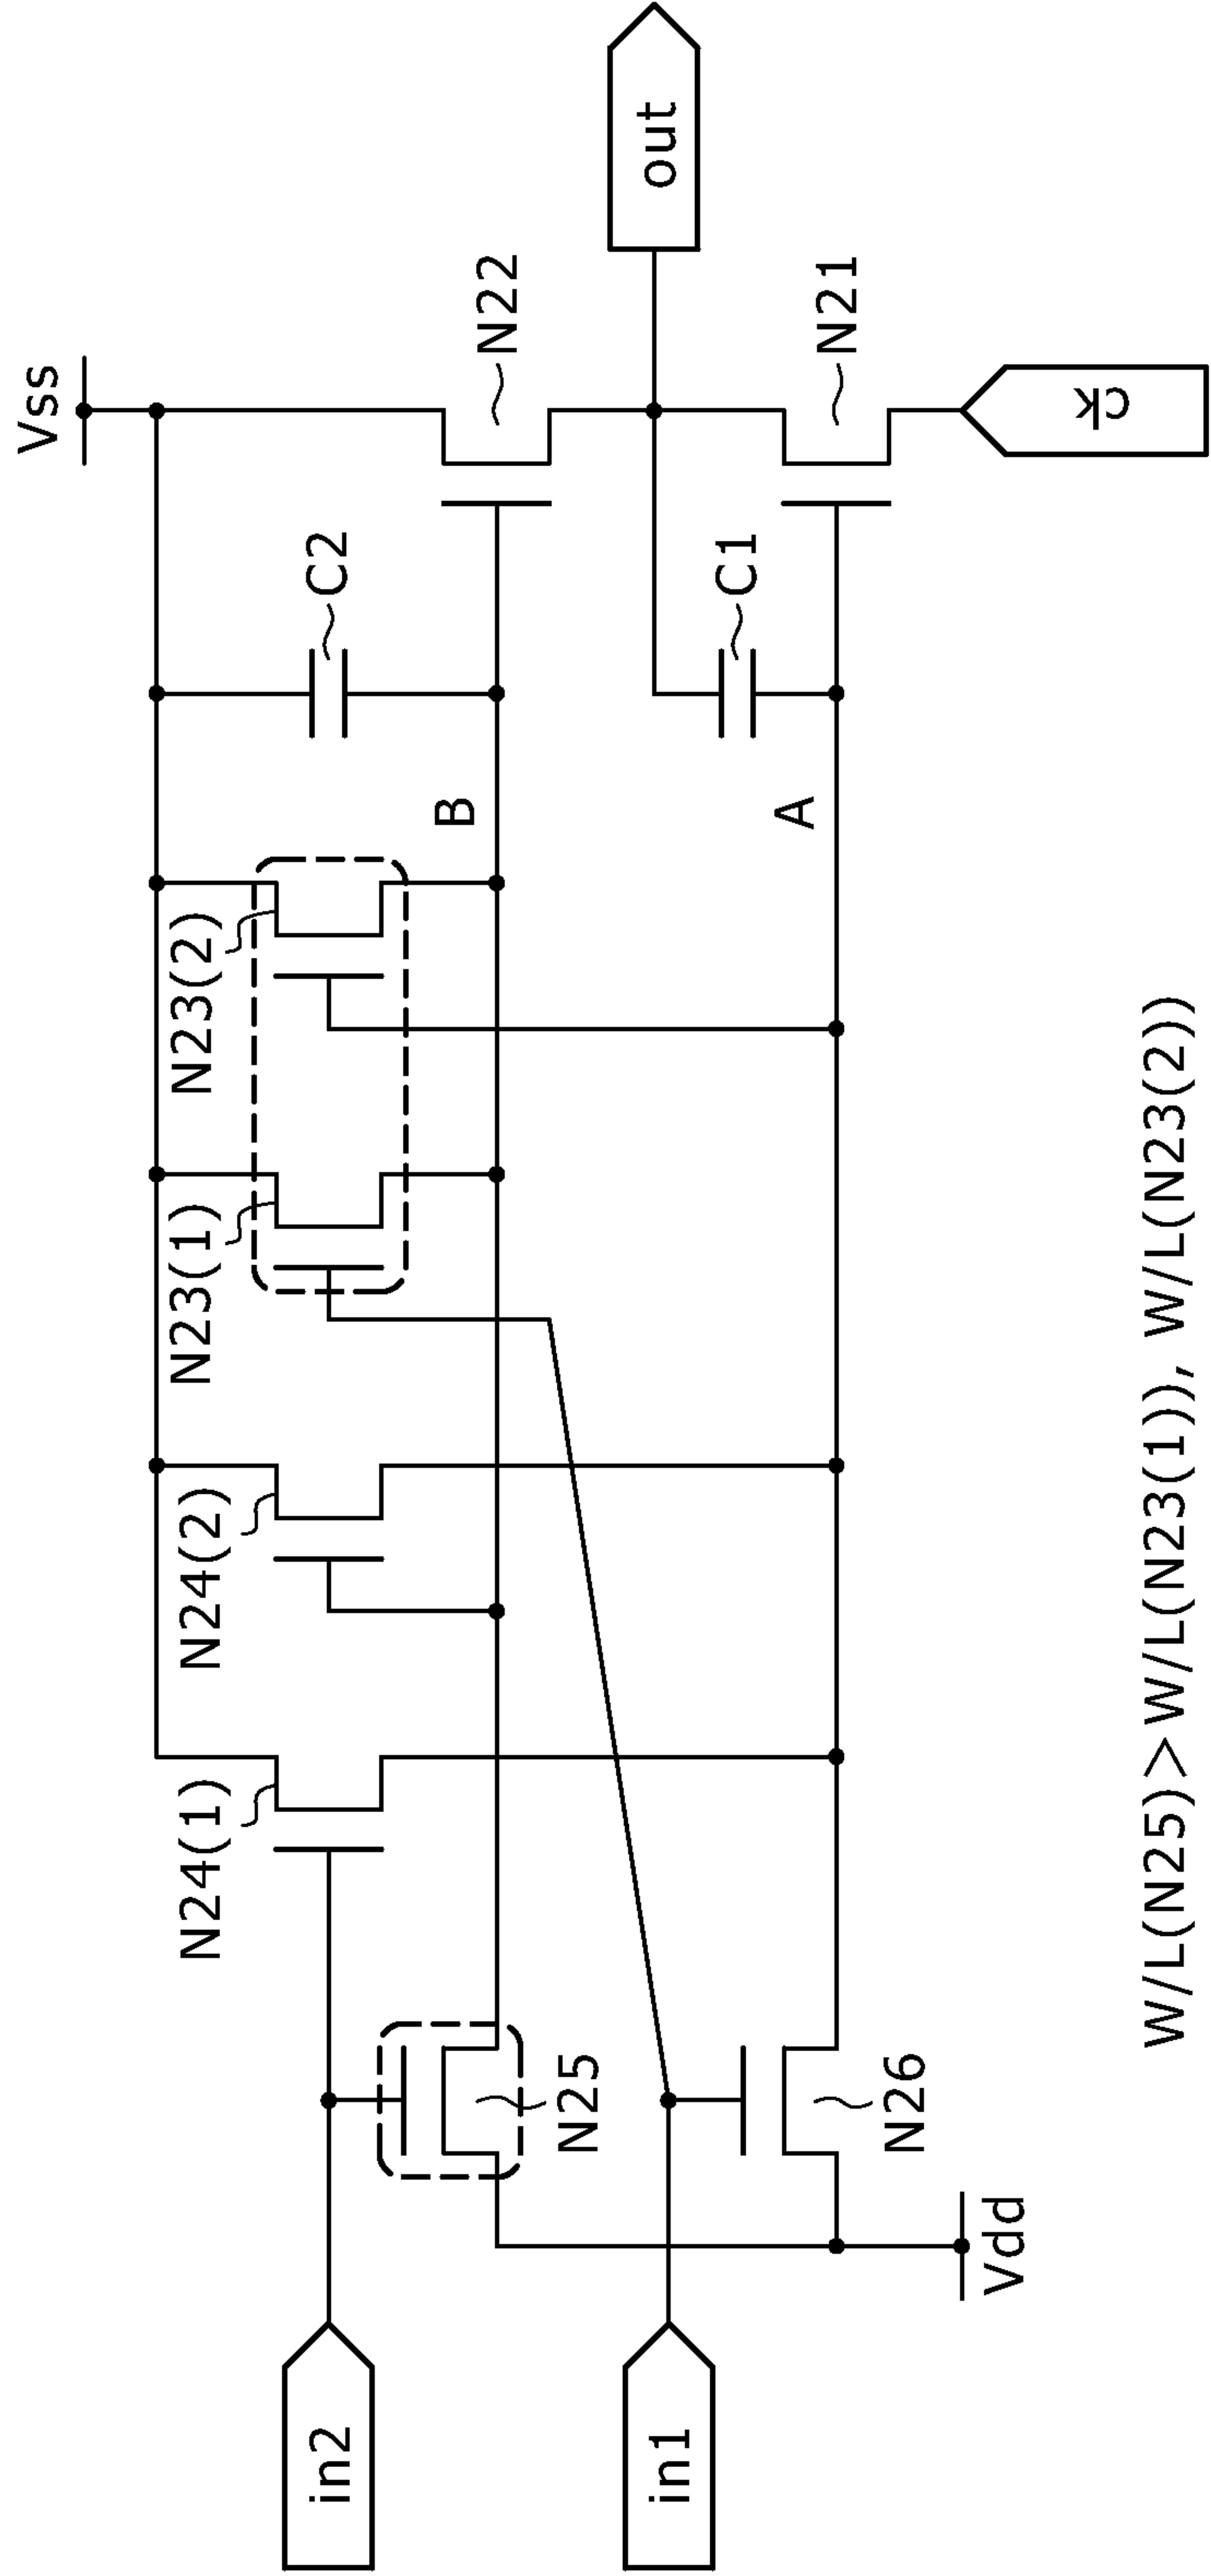 Vss
in2
N24(1)
N24(2)
N23(1)
N23(2)
C2
N22
N25
B
out
in1
N26
A
C1
N21
Vdd
ck
W/L(N25)>W/L(N23(1)), W/L(N23(2))